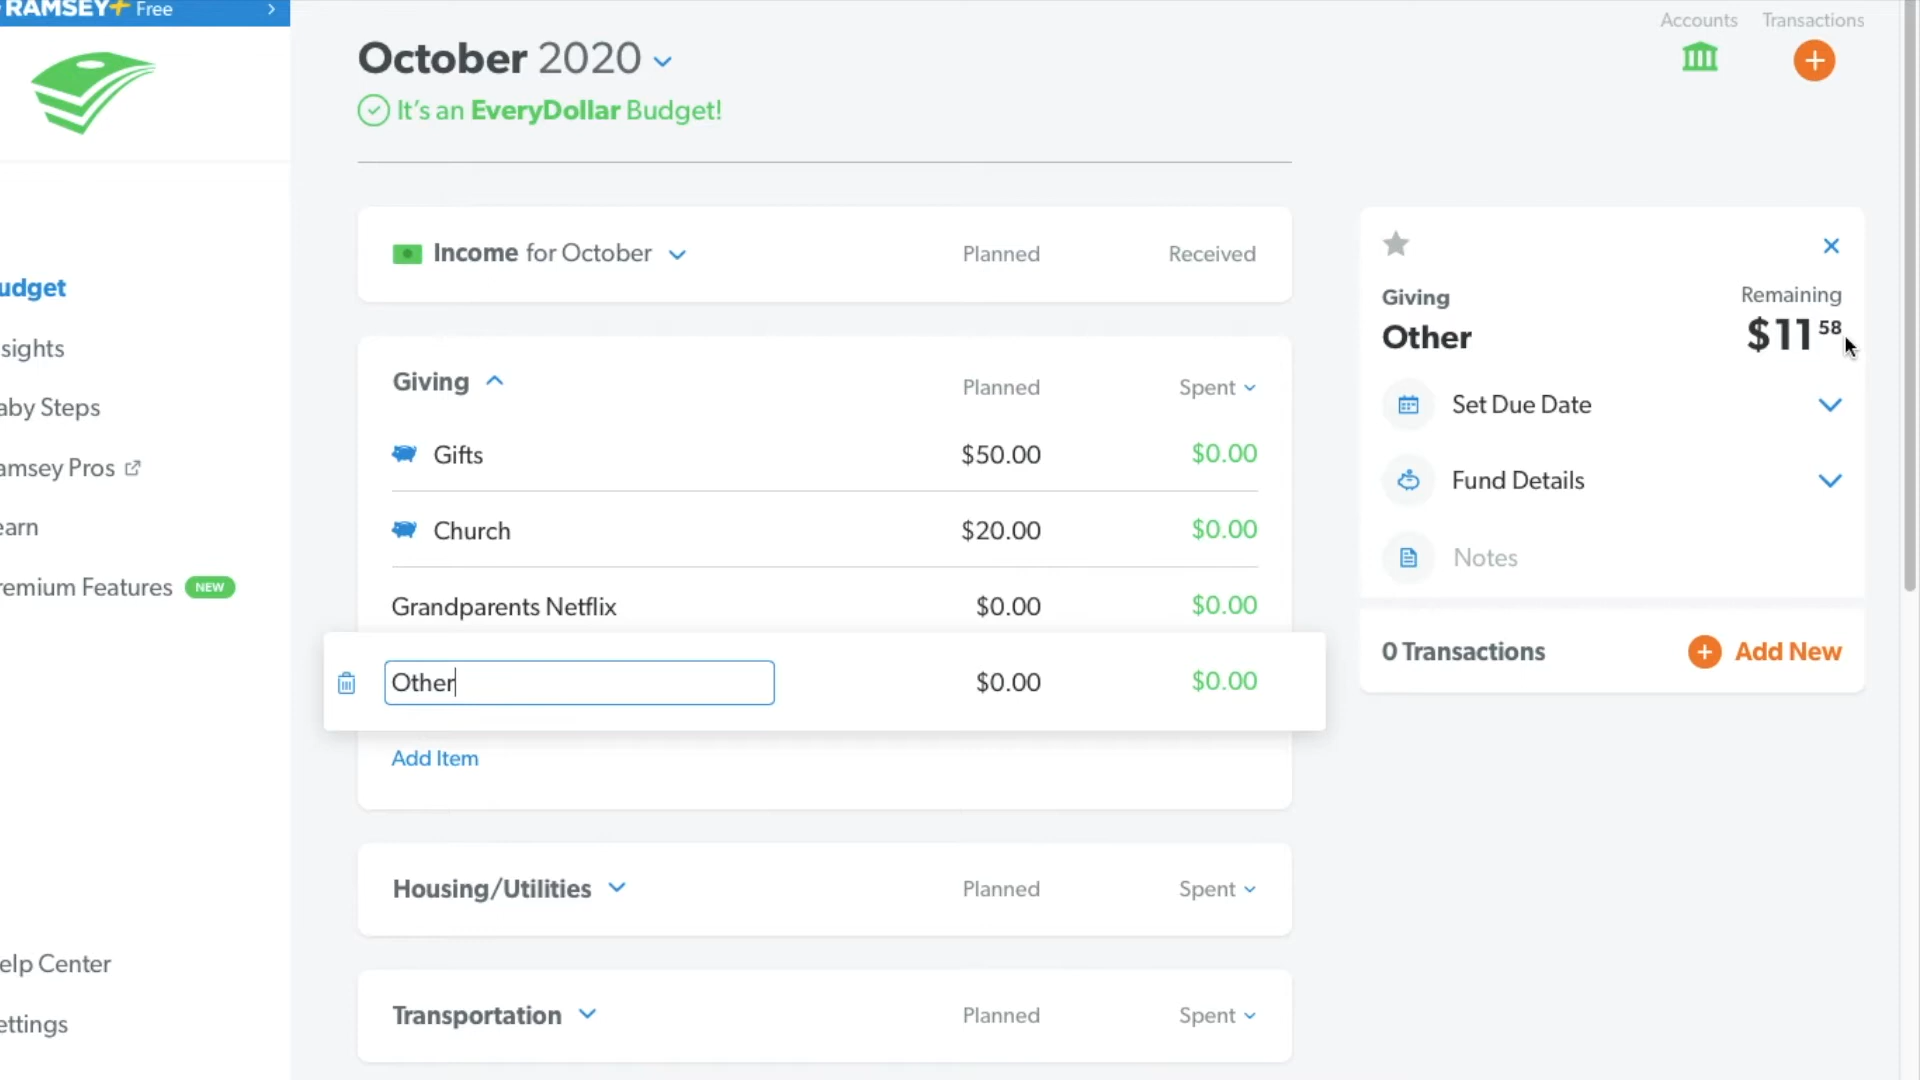 RAMSEY+ Free
Accounts
Transactions
October 2020
It's an EveryDollar Budget!
Income for October
Planned
Received
udget
sights
aby Steps
amsey Pros
earn
remium Features NEW
elp Center
ettings
Giving
Planned
Spent
Gifts
$50.00
$0.00
Church
$20.00
$0.00
Grandparents Netflix
$0.00
$0.00
Other
$0.00
$0.00
Add Item
Housing/Utilities
Planned
Spent
Transportation
Planned
Spent
Giving
Remaining
Other
$11 58
Set Due Date
Fund Details
Notes
0 Transactions
Add New